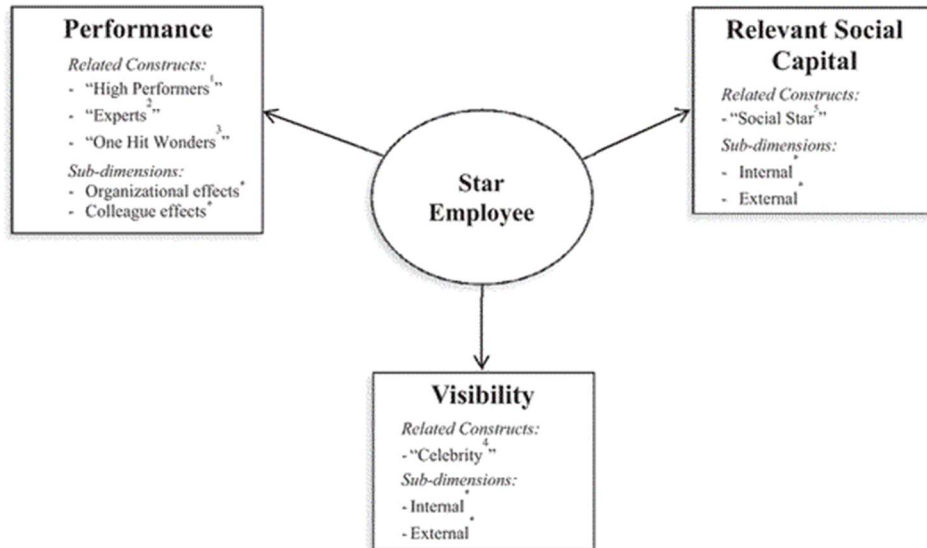 Performance
Related Constructs:
- “High Performers¹”
- “Experts²”
- “One Hit Wonders³”
Sub-dimensions:
- Organizational effects*
- Colleague effects*
Relevant Social
Capital
Related Constructs:
- “Social Star⁵”
Sub-dimensions:
- Internal*
- External*
Star
Employee
Visibility
Related Constructs:
- “Celebrity⁴”
Sub-dimensions:
- Internal*
- External*